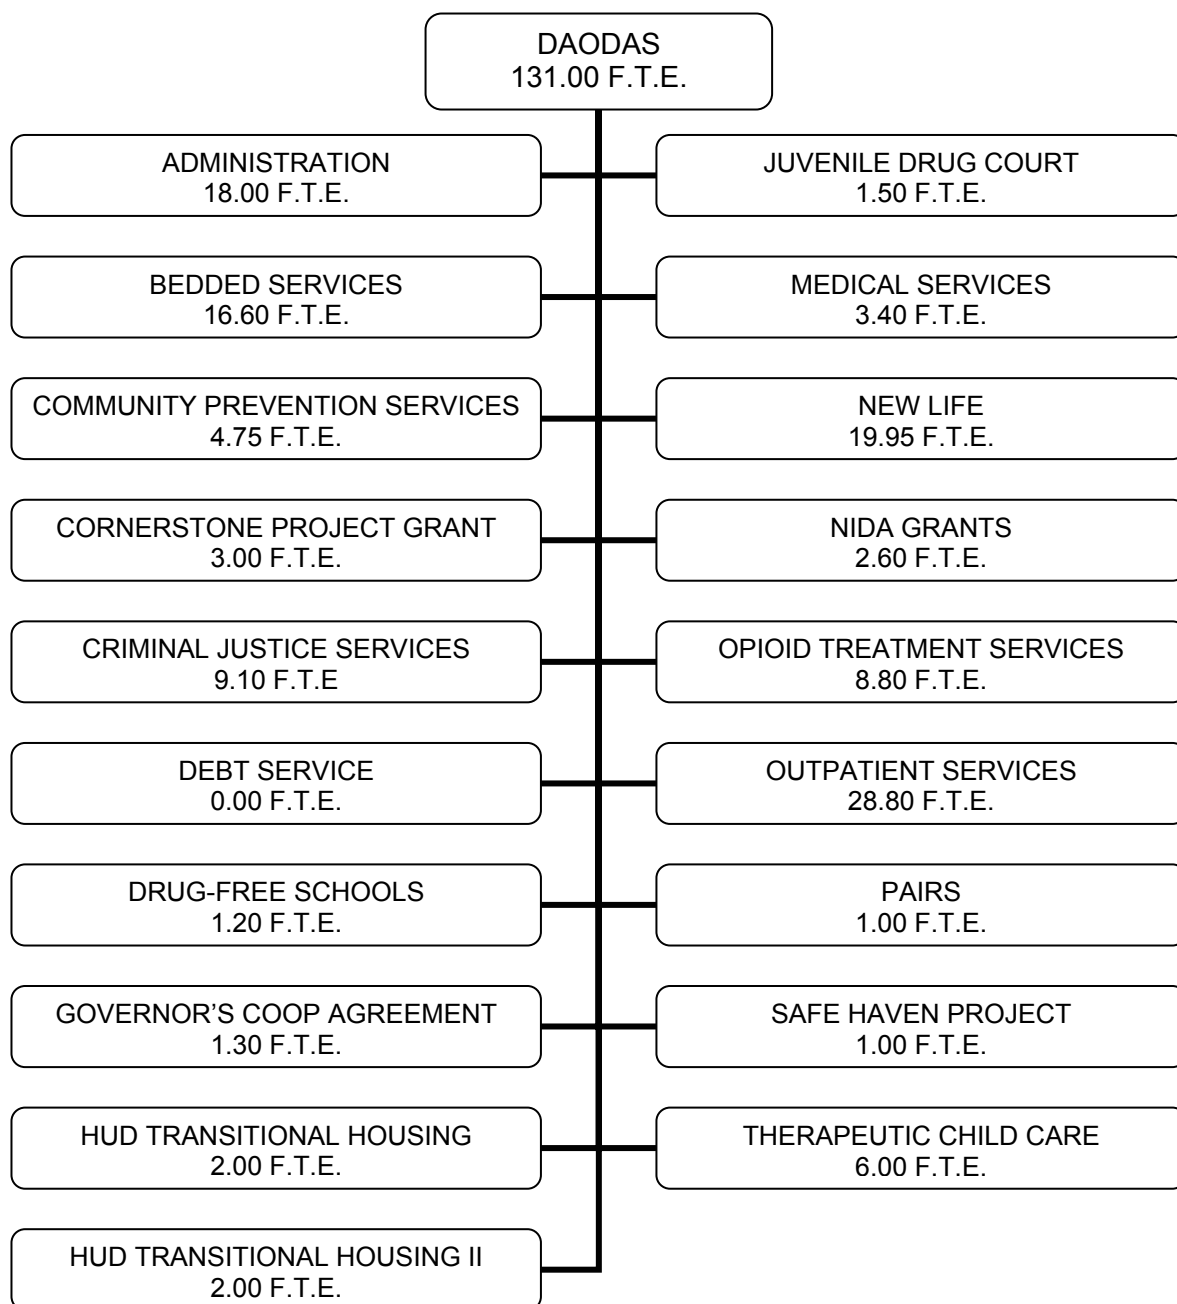 DAODAS
131.00 F.T.E.
ADMINISTRATION
18.00 F.T.E.
JUVENILE DRUG COURT
1.50 F.T.E.
BEDDED SERVICES
16.60 F.T.E.
MEDICAL SERVICES
3.40 F.T.E.
COMMUNITY PREVENTION SERVICES
4.75 F.T.E.
NEW LIFE
19.95 F.T.E.
CORNERSTONE PROJECT GRANT
3.00 F.T.E.
NIDA GRANTS
2.60 F.T.E.
CRIMINAL JUSTICE SERVICES
9.10 F.T.E
OPIOID TREATMENT SERVICES
8.80 F.T.E.
DEBT SERVICE
0.00 F.T.E.
OUTPATIENT SERVICES
28.80 F.T.E.
DRUG-FREE SCHOOLS
1.20 F.T.E.
PAIRS
1.00 F.T.E.
GOVERNOR’S COOP AGREEMENT
1.30 F.T.E.
SAFE HAVEN PROJECT
1.00 F.T.E.
HUD TRANSITIONAL HOUSING
2.00 F.T.E.
THERAPEUTIC CHILD CARE
6.00 F.T.E.
HUD TRANSITIONAL HOUSING II
2.00 F.T.E.